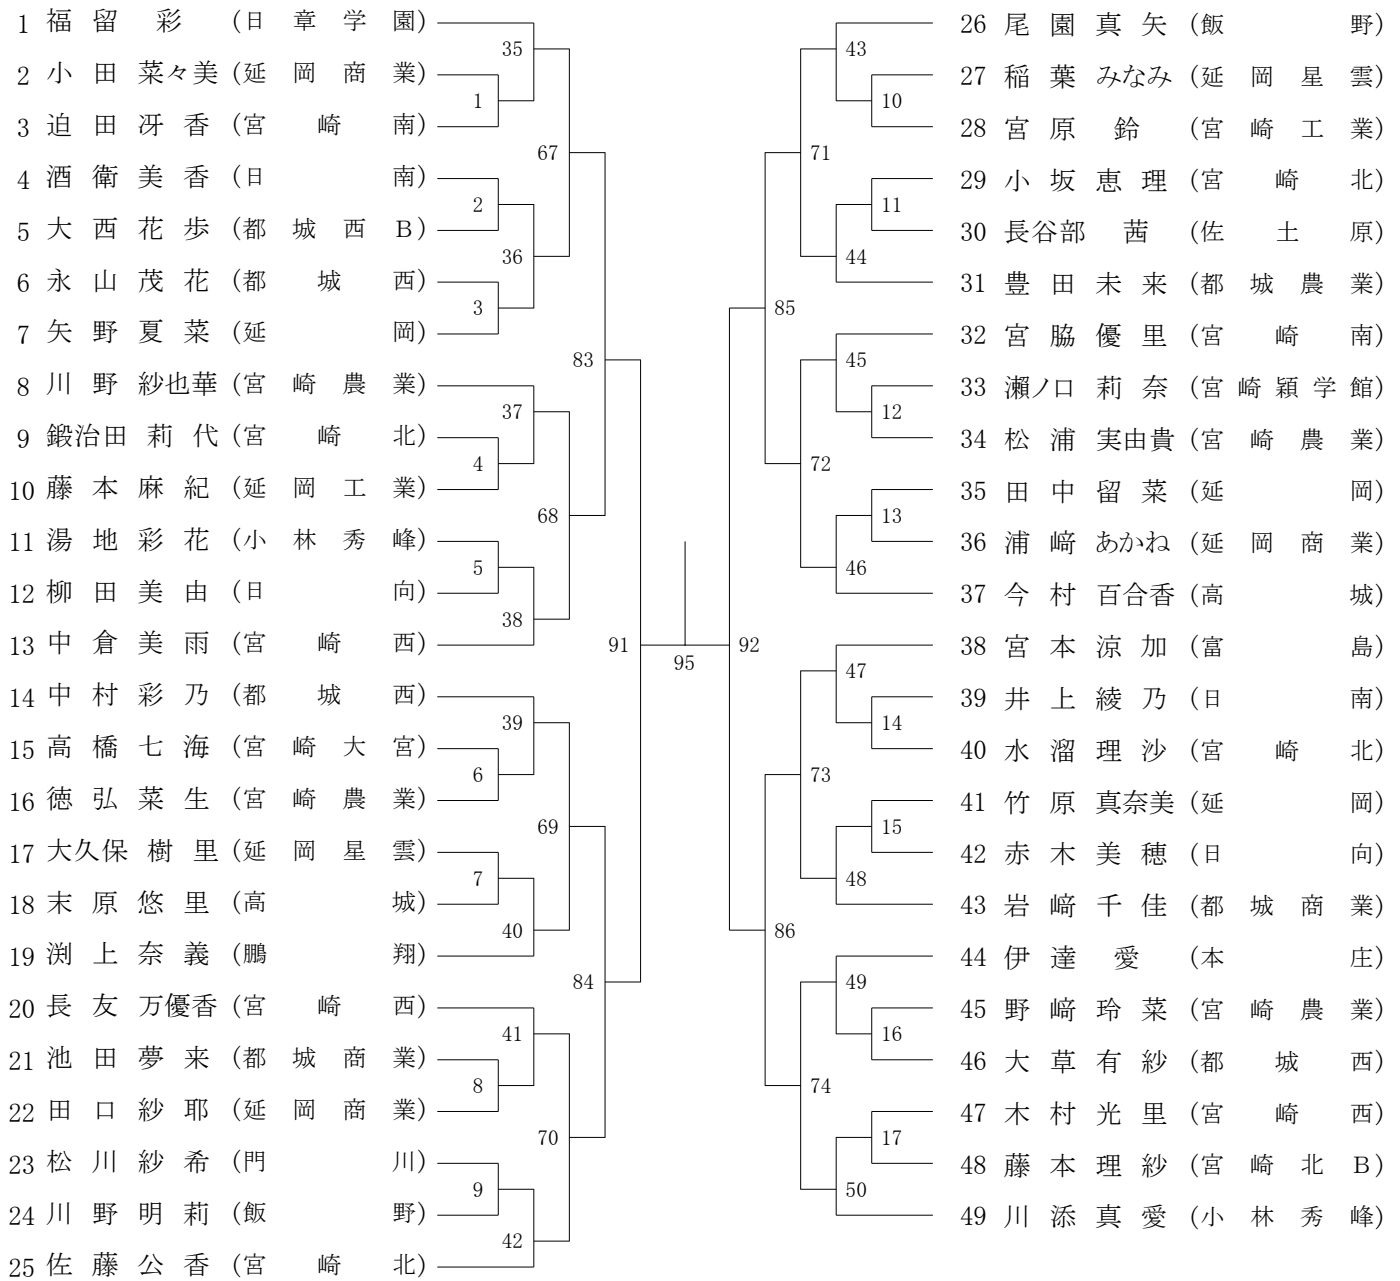 1 福留 彩 (日章学園)
2 小田 菜々美 (延岡商業)
3 迫田 冴香 (宮崎南)
4 酒衛 美香 (日南)
5 大西 花歩 (都城西B)
6 永山 茂花 (都城西)
7 矢野 夏菜 (延岡)
8 川野 紗也華 (宮崎農業)
9 鍛治田 莉代 (宮崎北)
10 藤本 麻紀 (延岡工業)
11 湯地 彩花 (小林秀峰)
12 柳田 美由 (日向)
13 中倉 美雨 (宮崎西)
14 中村 彩乃 (都城西)
15 高橋 七海 (宮崎大宮)
16 徳弘 菜生 (宮崎農業)
17 大久保 樹里 (延岡星雲)
18 末原 悠里 (高城)
19 渕上 奈義 (鵬翔)
20 長友 万優香 (宮崎西)
21 池田 夢来 (都城商業)
22 田口 紗耶 (延岡商業)
23 松川 紗希 (門川)
24 川野 明莉 (飯野)
25 佐藤 公香 (宮崎北)
35
1
67
2
36
3
83
37
4
68
5
38
91
39
6
69
7
40
84
41
8
70
9
42
95
92
43
10
71
11
44
85
45
12
72
13
46
47
14
73
15
48
86
49
16
74
17
50
26 尾園 真矢 (飯野)
27 稲葉 みなみ (延岡星雲)
28 宮原 鈴 (宮崎工業)
29 小坂 恵理 (宮崎北)
30 長谷部 茜 (佐土原)
31 豊田 未来 (都城農業)
32 宮脇 優里 (宮崎南)
33 瀬ノ口 莉奈 (宮崎穎学館)
34 松浦 実由貴 (宮崎農業)
35 田中 留菜 (延岡)
36 浦﨑 あかね (延岡商業)
37 今村 百合香 (高城)
38 宮本 涼加 (富島)
39 井上 綾乃 (日南)
40 水溜 理沙 (宮崎北)
41 竹原 真奈美 (延岡)
42 赤木 美穂 (日向)
43 岩﨑 千佳 (都城商業)
44 伊達 愛 (本庄)
45 野﨑 玲菜 (宮崎農業)
46 大草 有紗 (都城西)
47 木村 光里 (宮崎西)
48 藤本 理紗 (宮崎北B)
49 川添 真愛 (小林秀峰)